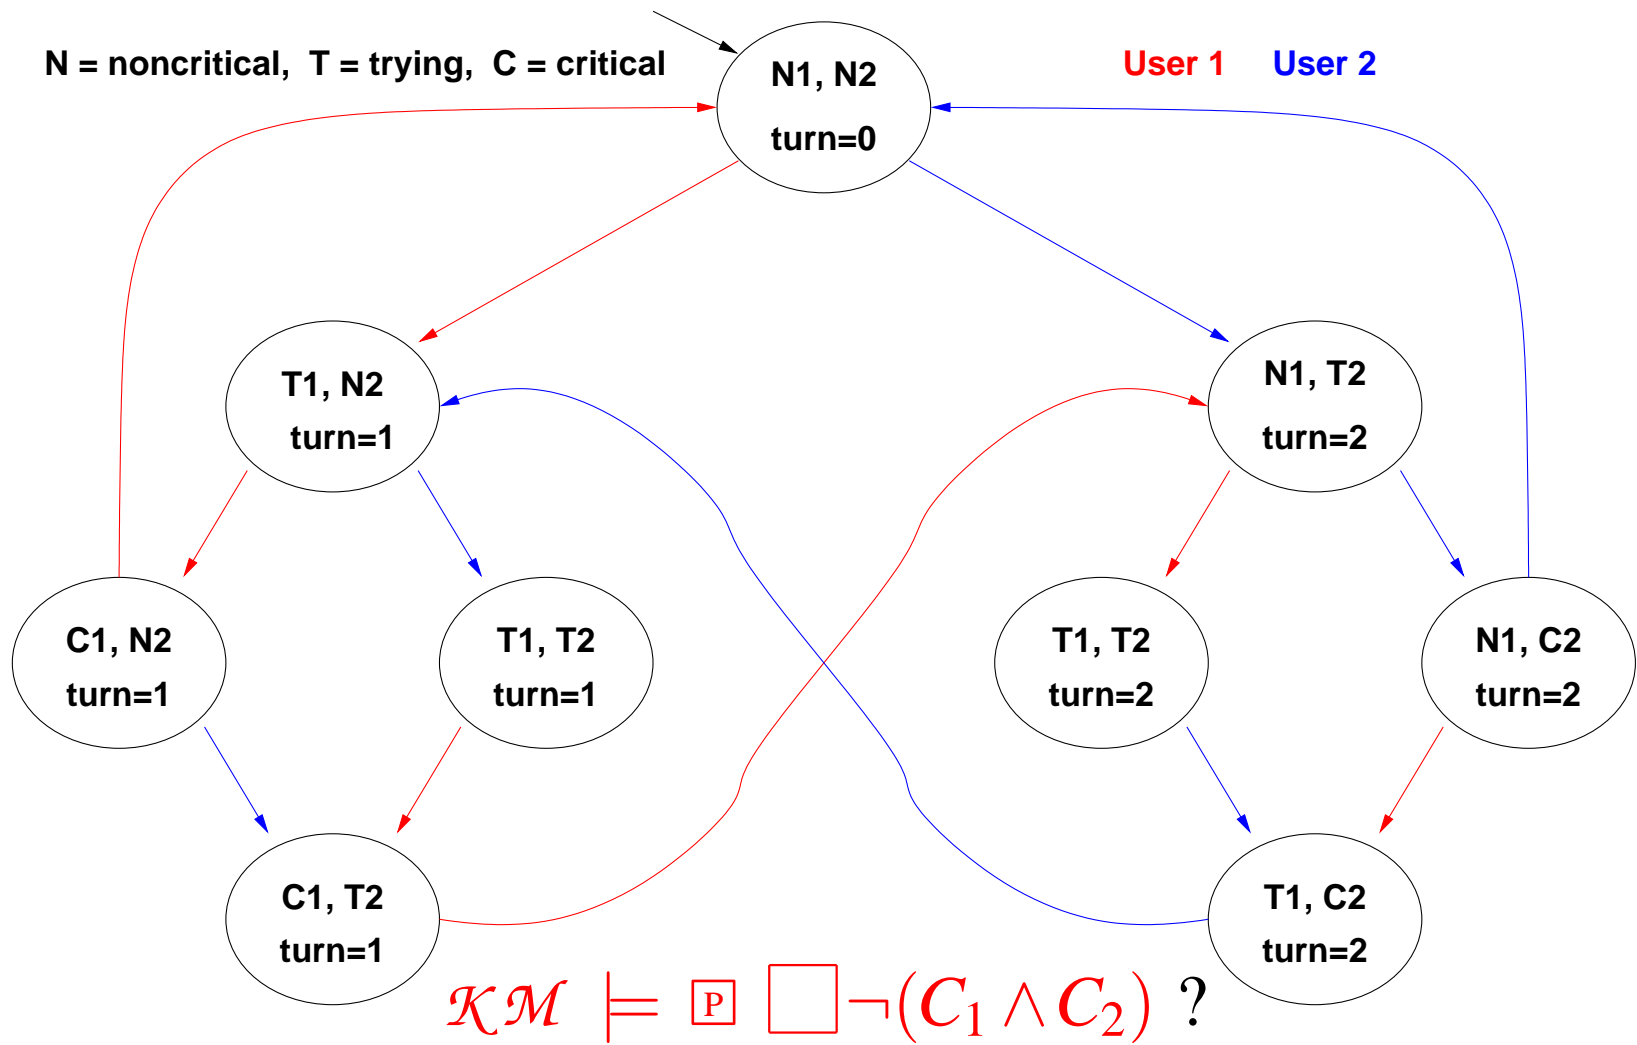 N = noncritical, T = trying, C = critical
User 1 User 2
N1, N2
turn=0
T1, N2
turn=1
N1, T2
turn=2
C1, N2
turn=1
T1, T2
turn=1
T1, T2
turn=2
N1, C2
turn=2
C1, T2
turn=1
T1, C2
turn=2
𝒦ℳ ⊨ 🄿 □¬(C₁ ∧ C₂) ?